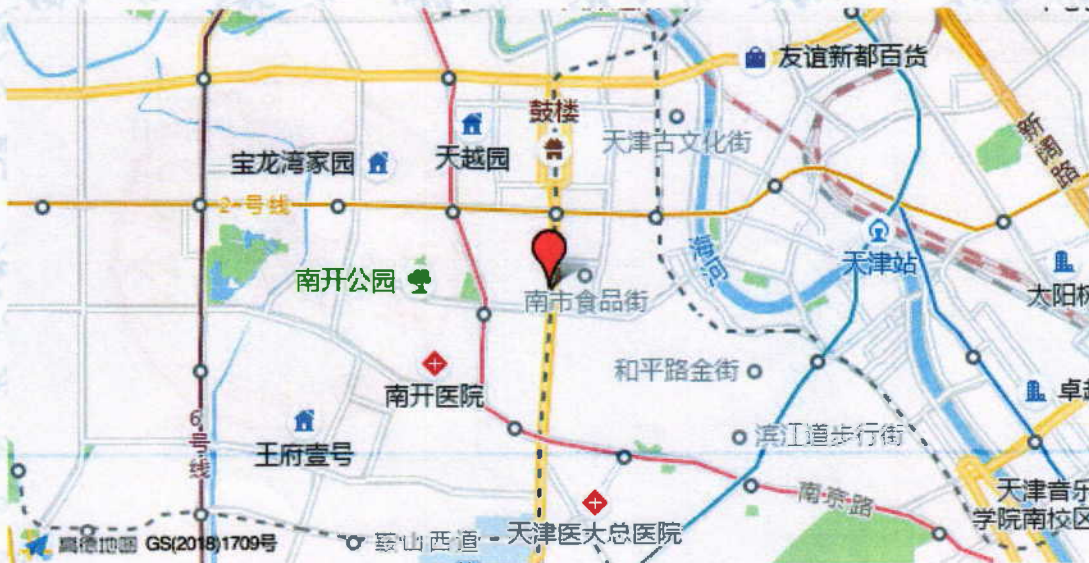 友谊新都百货
鼓楼
天津古文化街
新阔路
宝龙湾家园
天越园
2-号线
海河
天津站
南开公园
南市食品街
大阳
和平路金街
南开医院
卓越
6号线
王府壹号
滨江道步行街
南京路
天津音乐
学院南校区
天津医大总医院
鞍山西道
高德地图 GS(2018)1709号